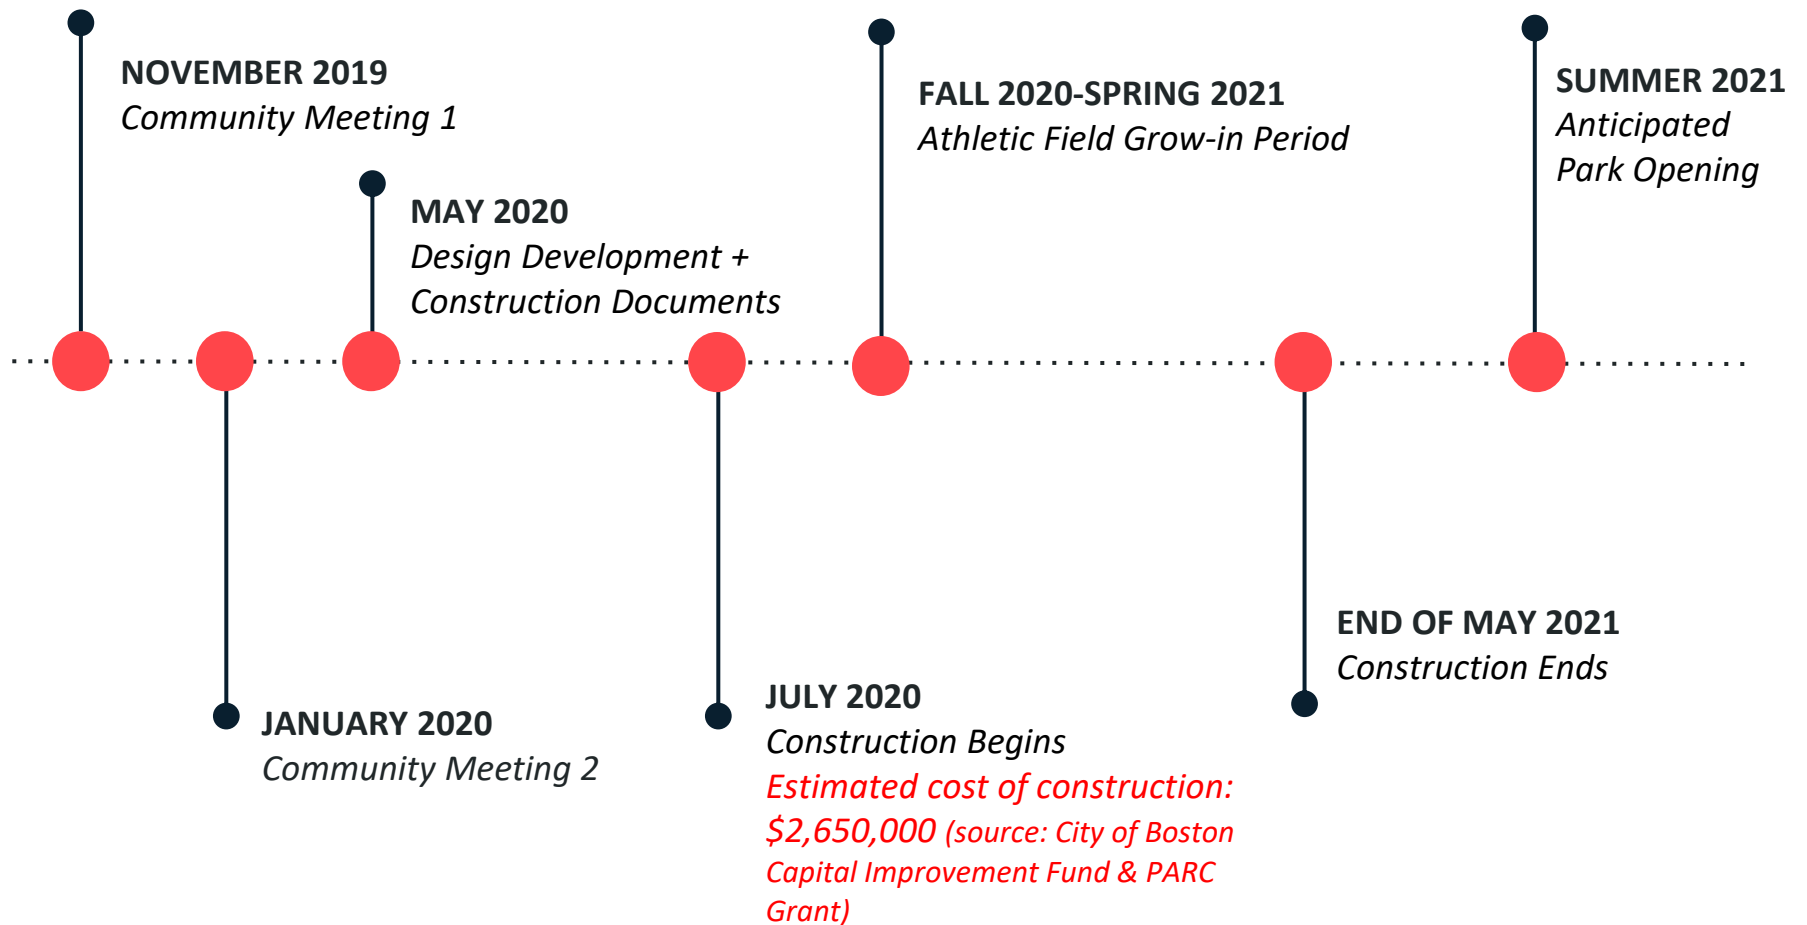 NOVEMBER 2019
Community Meeting 1
MAY 2020
Design Development +
Construction Documents
FALL 2020-SPRING 2021
Athletic Field Grow-in Period
SUMMER 2021
Anticipated
Park Opening
JANUARY 2020
Community Meeting 2
JULY 2020
Construction Begins
Estimated cost of construction:
$2,650,000 (source: City of Boston
Capital Improvement Fund & PARC
Grant)
END OF MAY 2021
Construction Ends